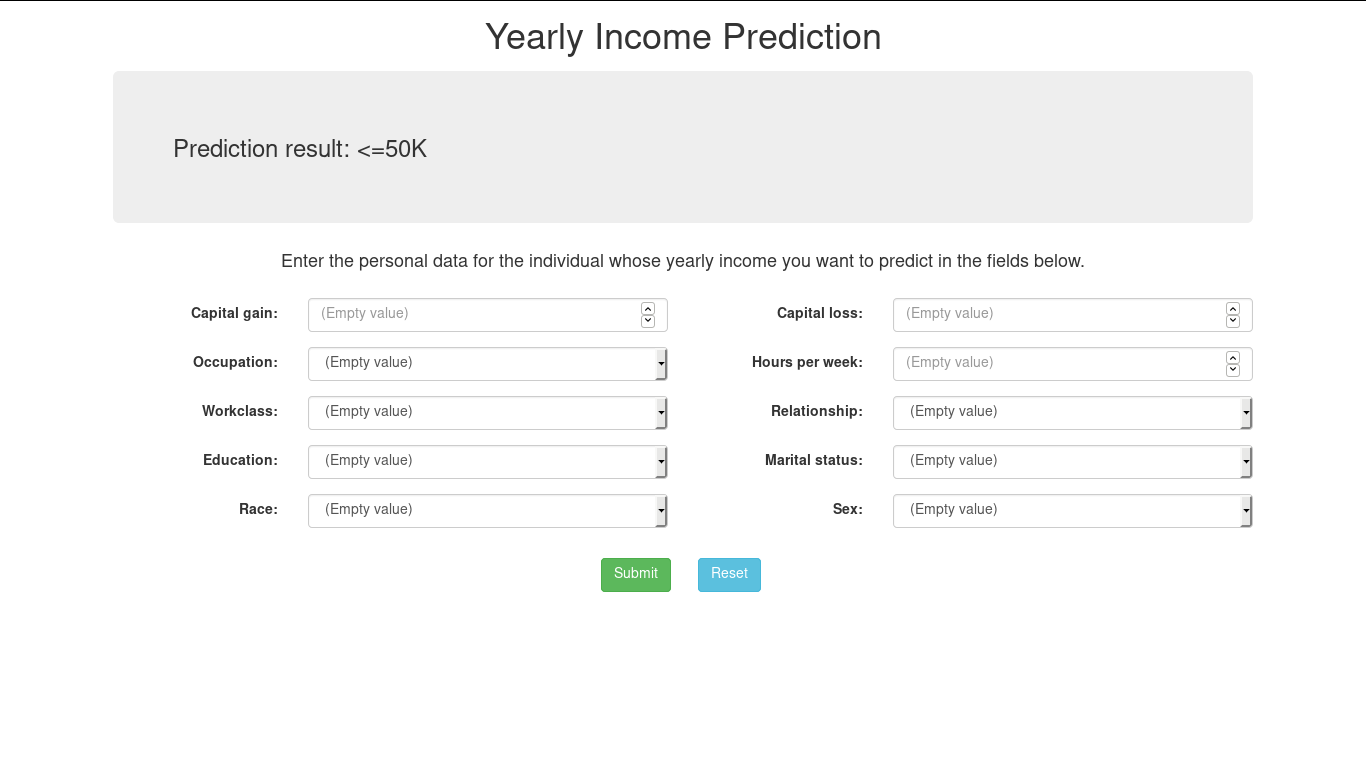 Yearly Income Prediction
Prediction result: <=50K
Enter the personal data for the individual whose yearly income you want to predict in the fields below.
Capital gain: (Empty value) Capital loss: (Empty value)
Occupation: (Empty value) Hours per week: (Empty value)
Workclass: (Empty value) Relationship: (Empty value)
Education: (Empty value) Marital status: (Empty value)
Race: (Empty value) Sex: (Empty value)
Submit Reset